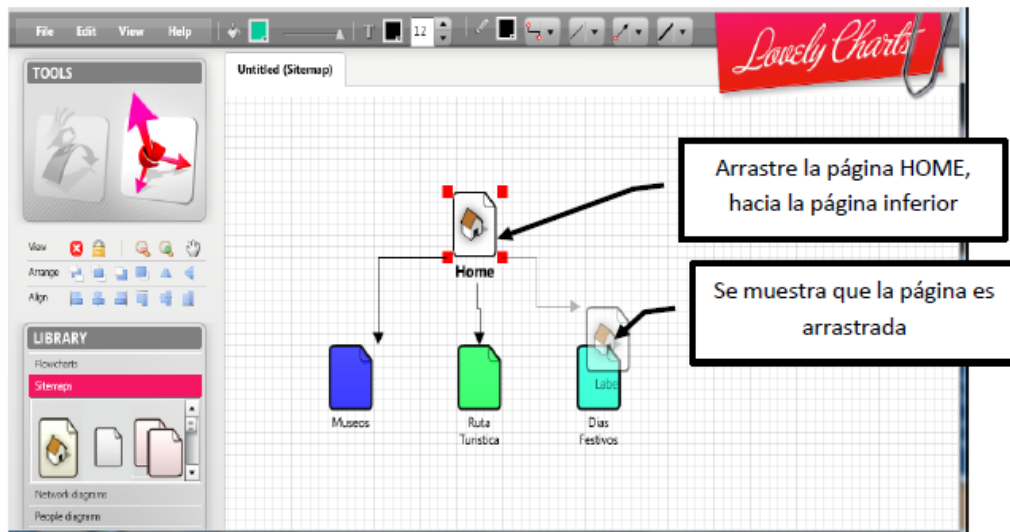 File Edit View Help
T 12
Lovely Charts
TOOLS
Untitled (Sitemap)
Arrastre la página HOME,
hacia la página inferior
View
Arrange
Align
Home
Se muestra que la página es
arrastrada
LIBRARY
Flowcharts
Sitemaps
Label
Museos
Ruta
Turistica
Dias
Festivos
Network diagrams
People diagrams